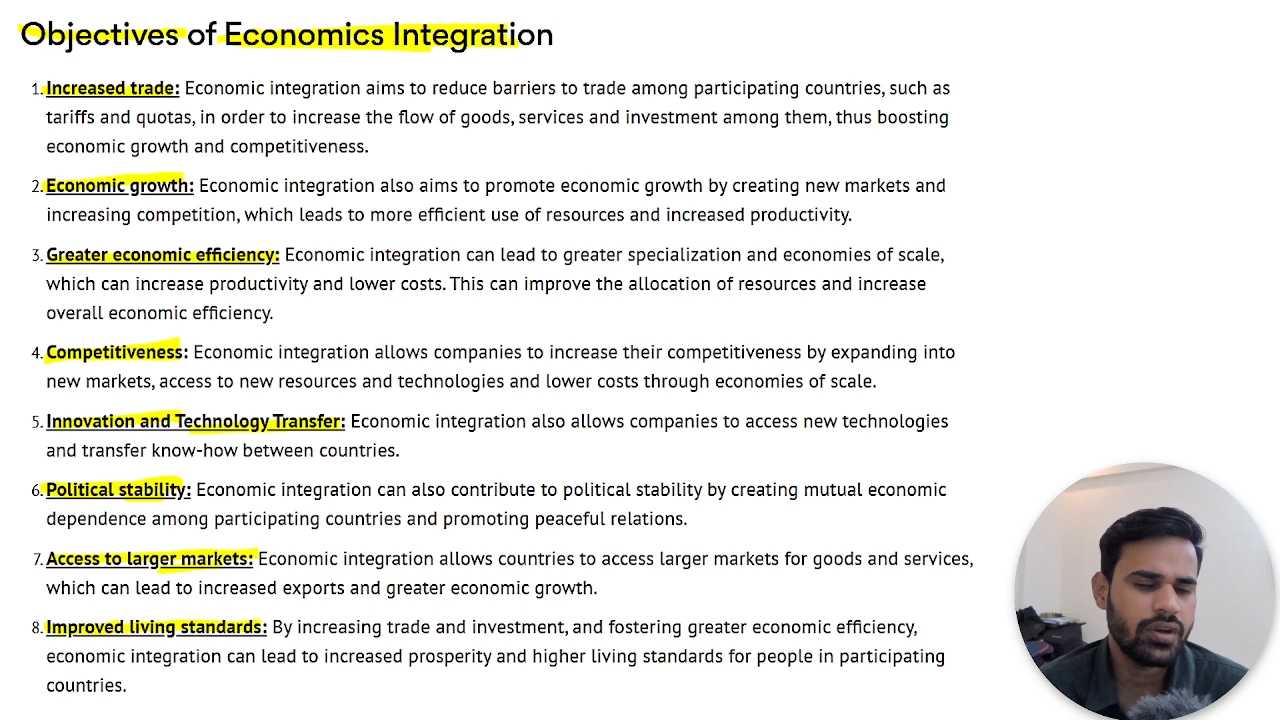 Objectives of Economics Integration
1. Increased trade: Economic integration aims to reduce barriers to trade among participating countries, such as
tariffs and quotas, in order to increase the flow of goods, services and investment among them, thus boosting
economic growth and competitiveness.
2. Economic growth: Economic integration also aims to promote economic growth by creating new markets and
increasing competition, which leads to more efficient use of resources and increased productivity.
3. Greater economic efficiency: Economic integration can lead to greater specialization and economies of scale,
which can increase productivity and lower costs. This can improve the allocation of resources and increase
overall economic efficiency.
4. Competitiveness: Economic integration allows companies to increase their competitiveness by expanding into
new markets, access to new resources and technologies and lower costs through economies of scale.
5. Innovation and Technology Transfer: Economic integration also allows companies to access new technologies
and transfer know-how between countries.
6. Political stability: Economic integration can also contribute to political stability by creating mutual economic
dependence among participating countries and promoting peaceful relations.
7. Access to larger markets: Economic integration allows countries to access larger markets for goods and services,
which can lead to increased exports and greater economic growth.
8. Improved living standards: By increasing trade and investment, and fostering greater economic efficiency,
economic integration can lead to increased prosperity and higher living standards for people in participating
countries.